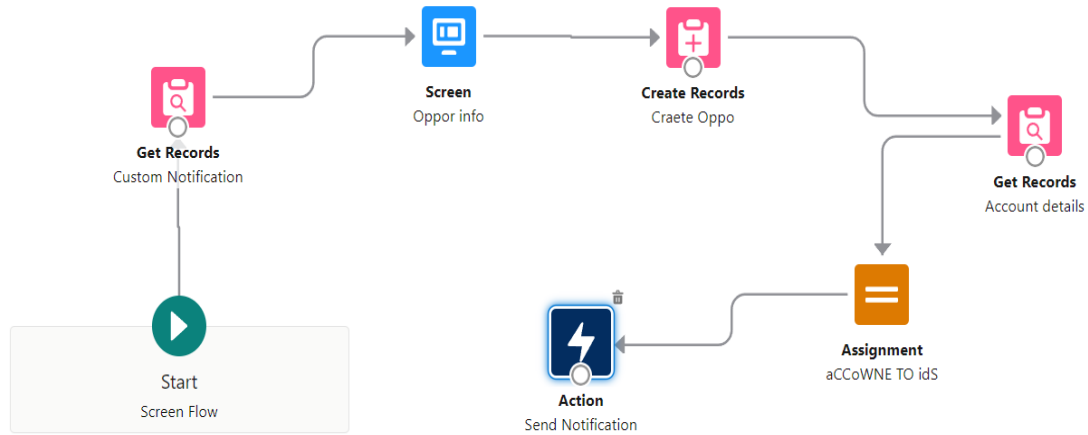 Screen
Oppor info
Create Records
Craete Oppo
Get Records
Custom Notification
Get Records
Account details
Start
Screen Flow
Assignment
aCCoWNE TO idS
Action
Send Notification